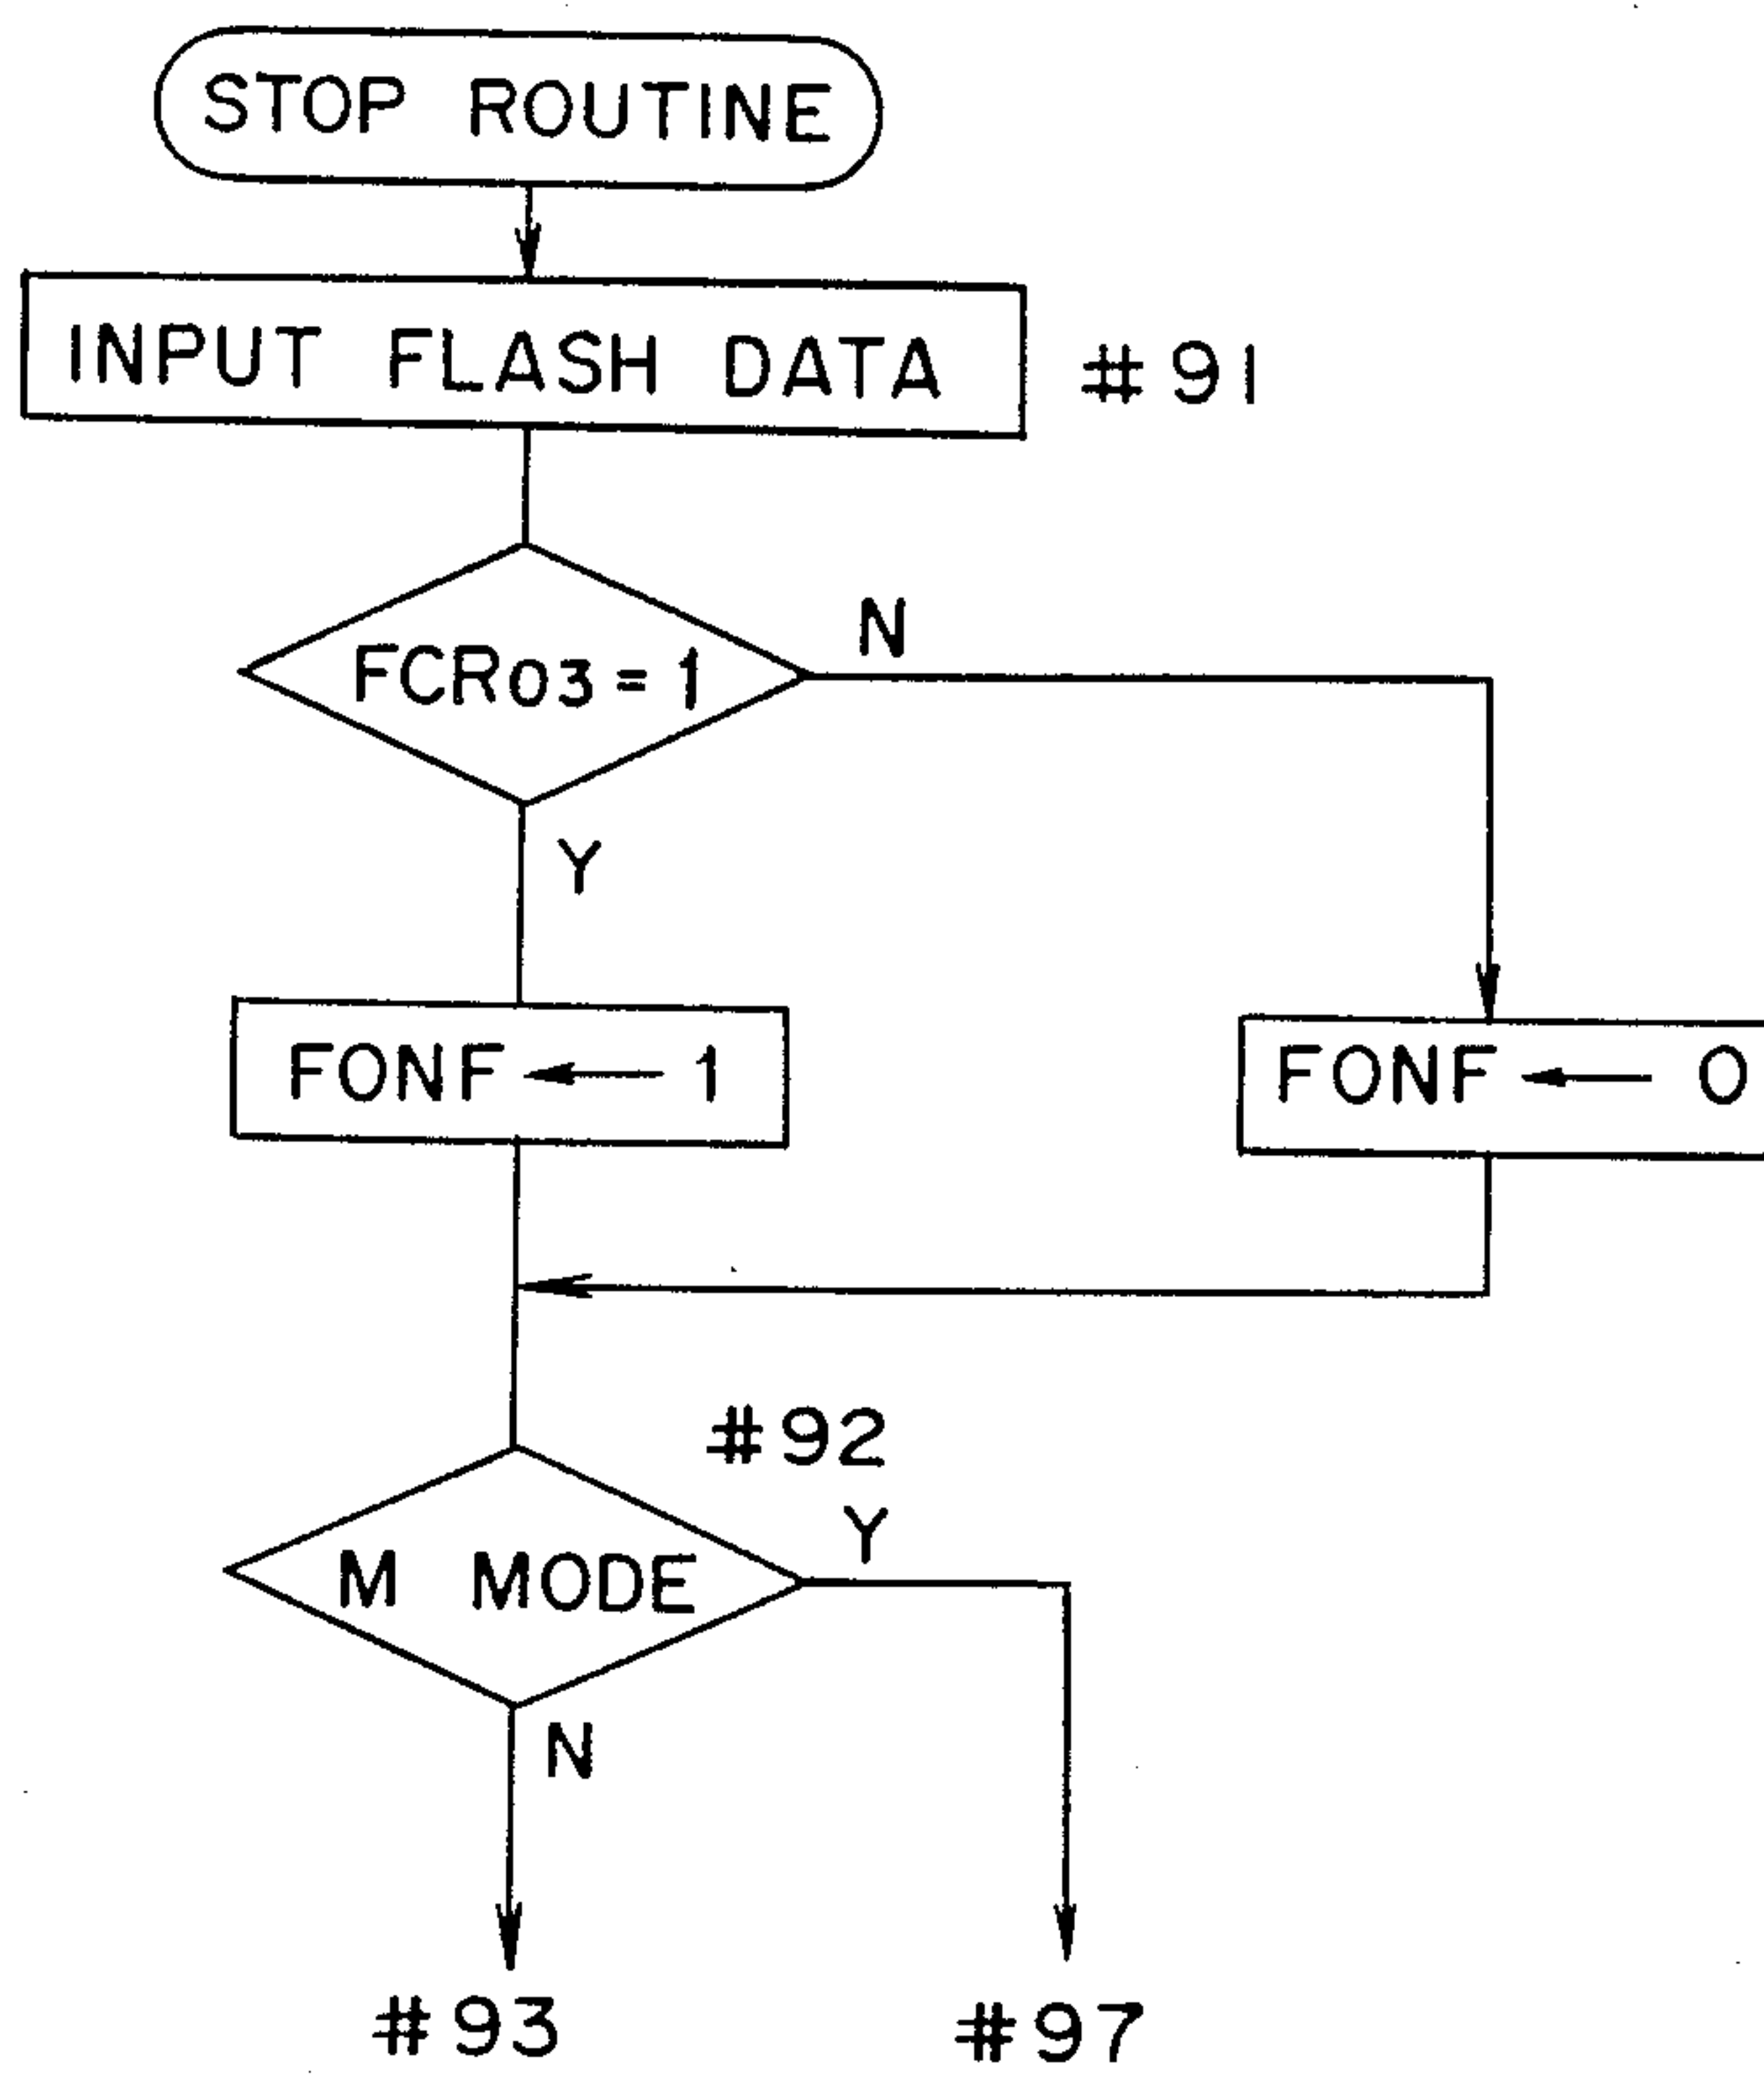 STOP ROUTINE
INPUT FLASH DATA #91
FCR03=1
N
Y
FONF ← 1
FONF ← 0
#92
M MODE
Y
N
#93
#97